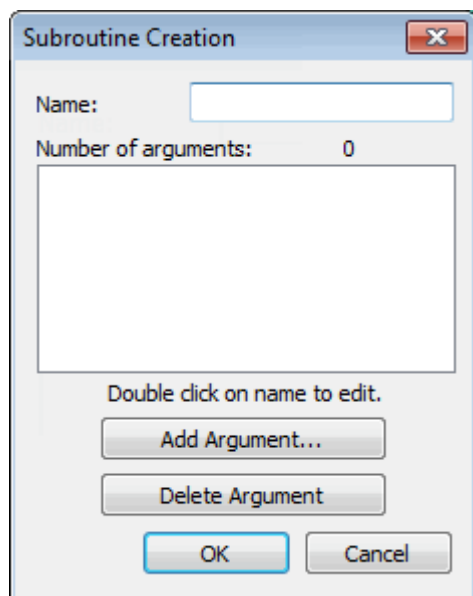 Subroutine Creation
Name:
Number of arguments: 0
Double click on name to edit.
Add Argument...
Delete Argument
OK Cancel